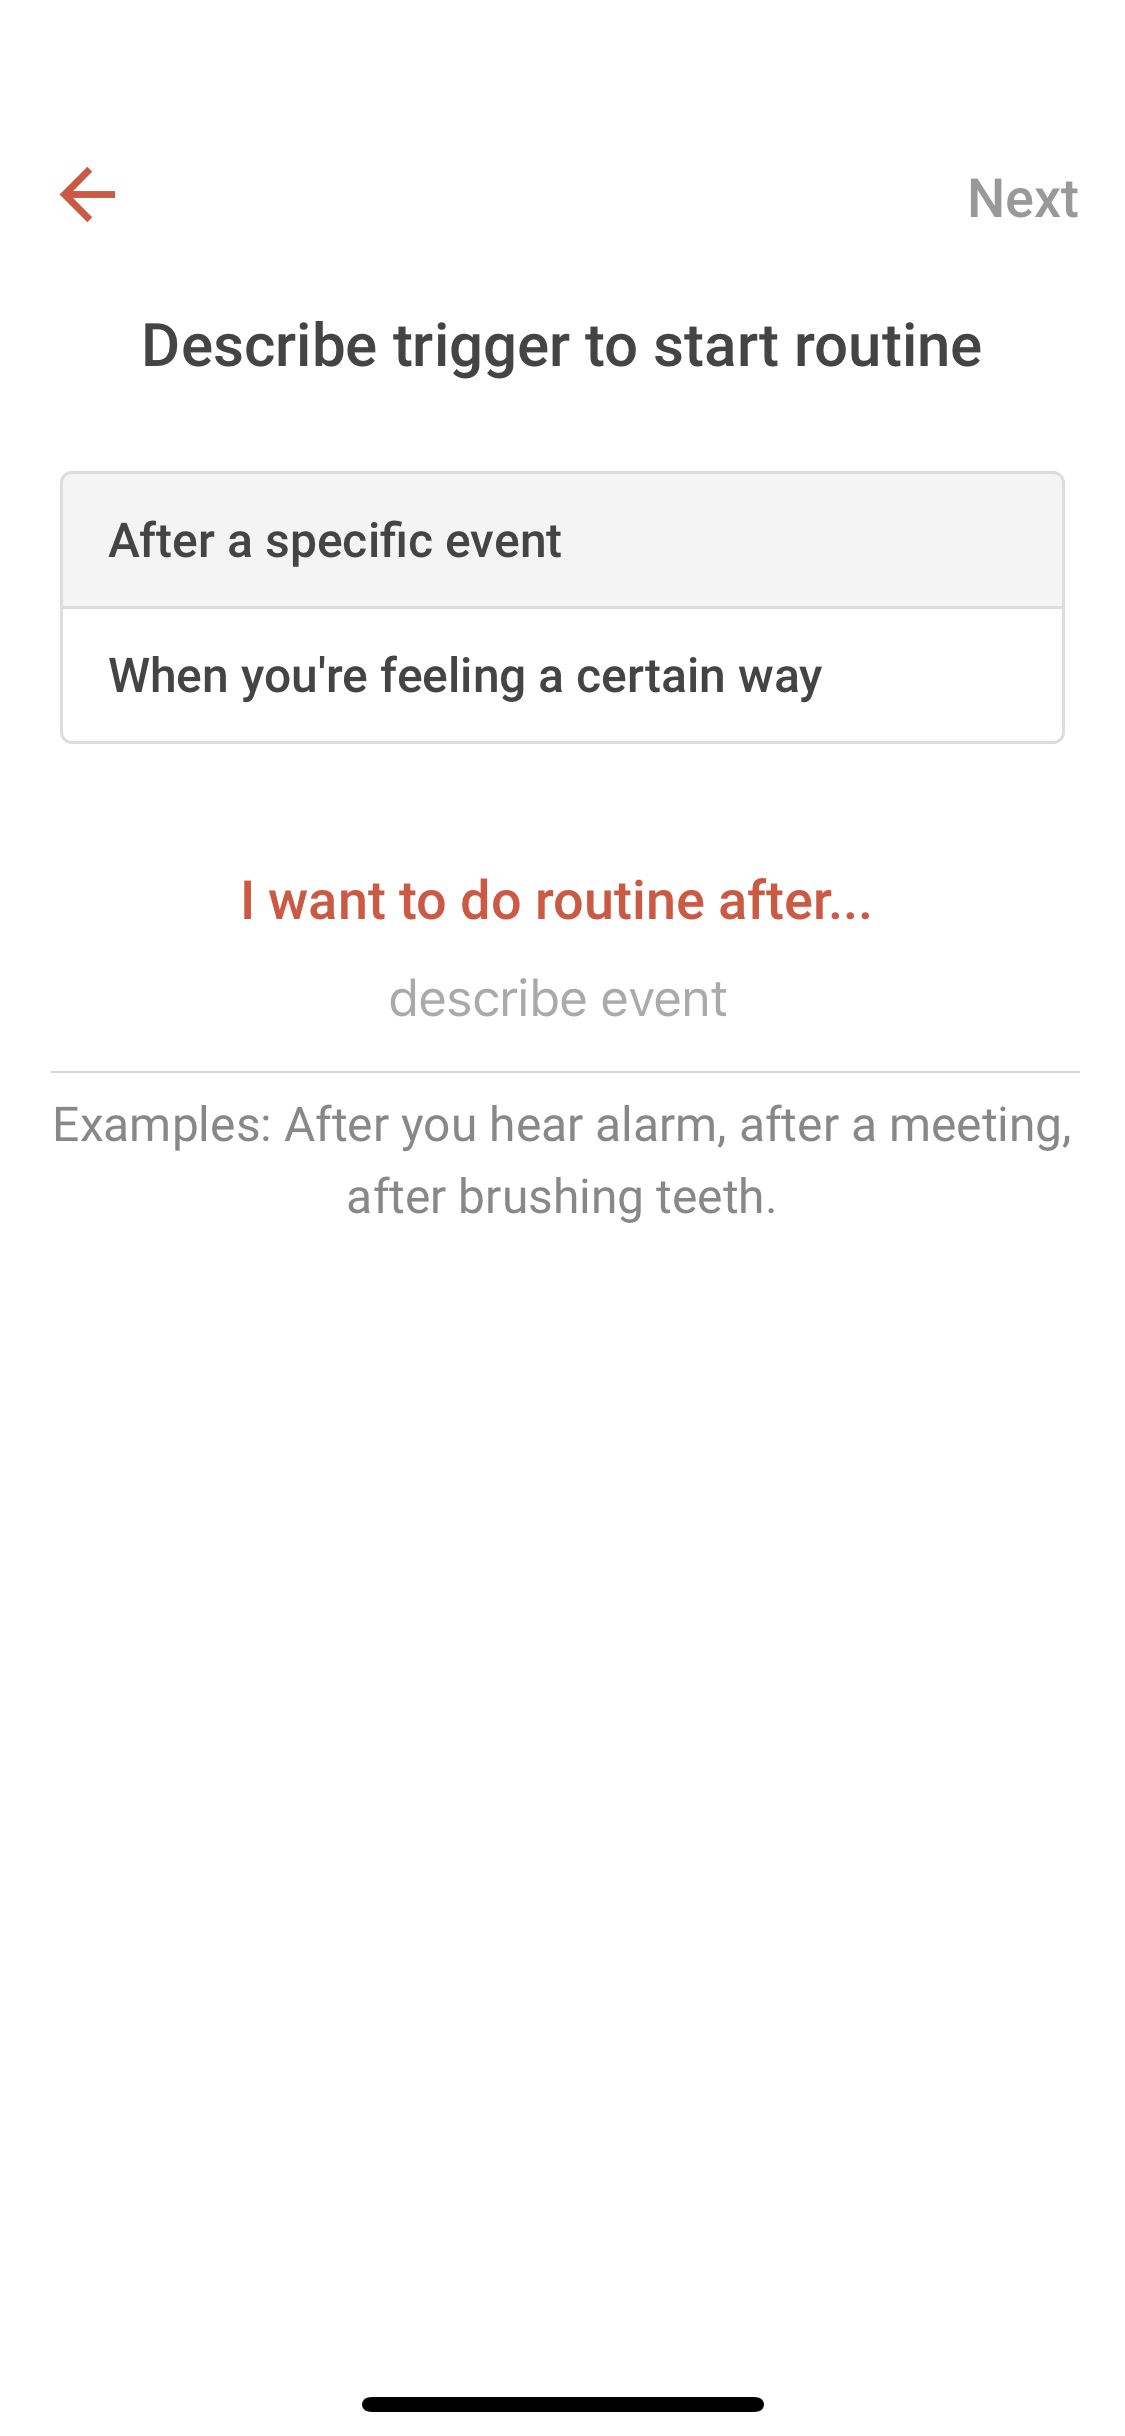 Next
Describe trigger to start routine
After a specific event
When you're feeling a certain way
I want to do routine after...
describe event
Examples: After you hear alarm, after a meeting,
after brushing teeth.